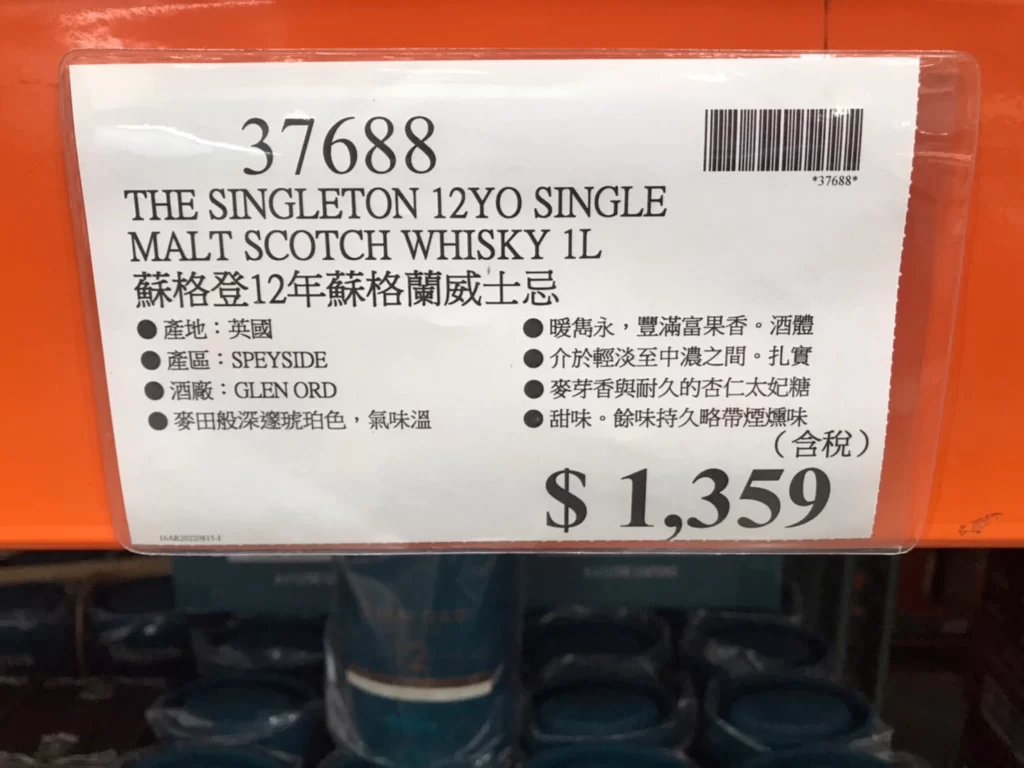 37688
*37688*
THE SINGLETON 12YO SINGLE
MALT SCOTCH WHISKY 1L
蘇格登12年蘇格蘭威士忌
●產地：英國
●產區：SPEYSIDE
●酒廠：GLEN ORD
●麥田般深邃琥珀色，氣味溫
●暖雋永，豐滿富果香。酒體
●介於輕淡至中濃之間。扎實
●麥芽香與耐久的杏仁太妃糖
●甜味。餘味持久略帶煙燻味
（含稅）
$ 1,359
16AR20220815-1